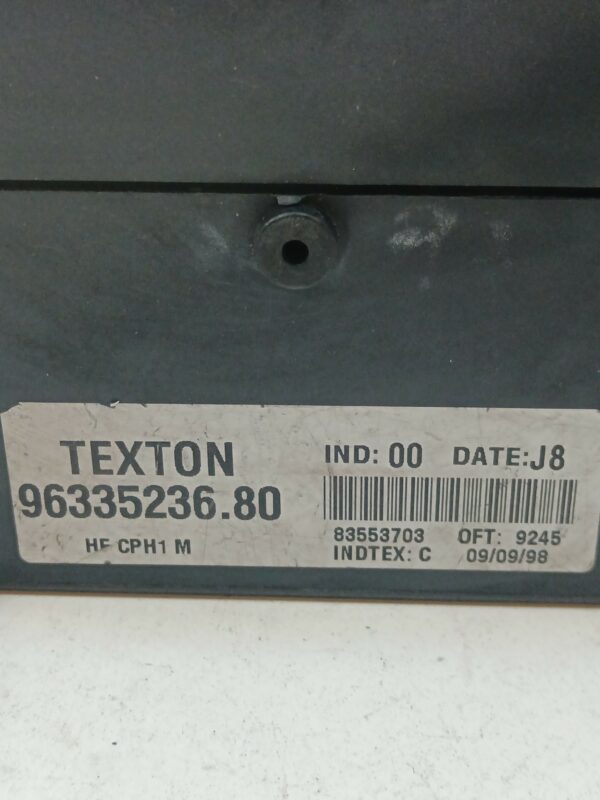 TEXTON
96335236.80
HF CPH1 M
IND: 00 DATE:J8
83553703 OFT: 9245
INDTEX: C 09/09/98